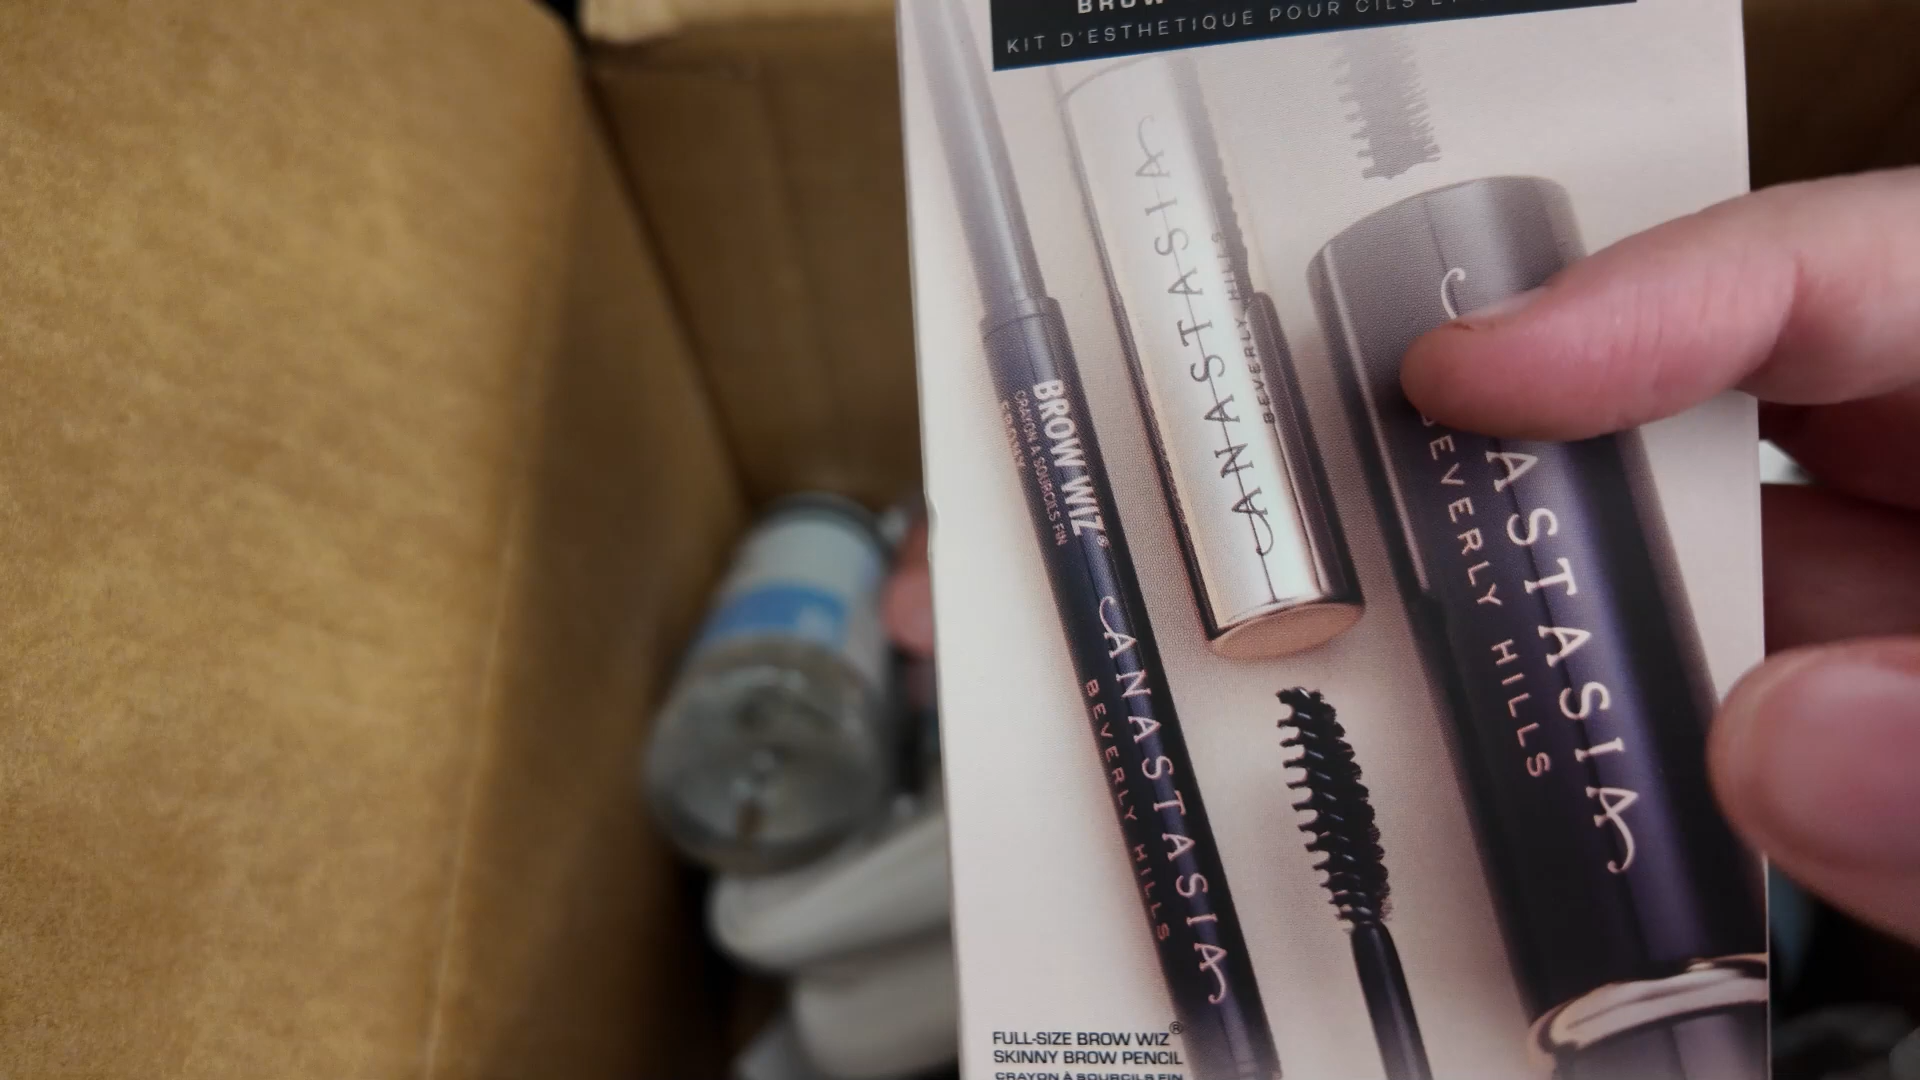 BROW
KIT D'ESTHETIQUE POUR CILS
BROW WIZ®
CRAYON À SOURCILS FIN
ANASTASIA
BEVERLY HILLS
ANASTASIA
BEVERLY HILLS
ASTASIA
BEVERLY HILLS
FULL-SIZE BROW WIZ®
SKINNY BROW PENCIL
CRAYON À SOURCILS FIN